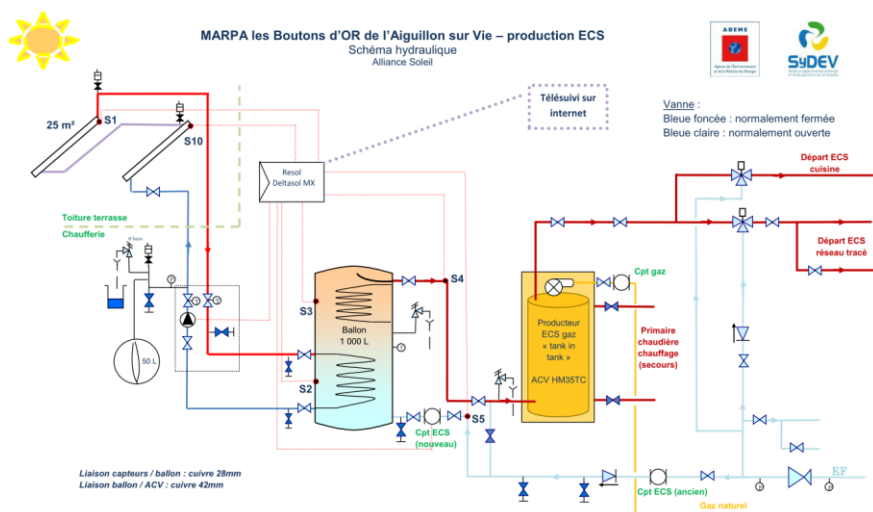 MARPA les Boutons d'OR de l'Aiguillon sur Vie – production ECS
Schéma hydraulique
Alliance Soleil
ADEME
SyDEV
Télésuivi sur
internet
Vanne :
Bleue foncée : normalement fermée
Bleue claire : normalement ouverte
25 m²
S1
S10
Resol
Deltasol MX
Départ ECS
cuisine
Toiture terrasse
Chaufferie
Départ ECS
réseau tracé
S4
Cpt gaz
S3
Ballon
1 000 L
Producteur
ECS gaz
« tank in
tank »
ACV HM35TC
Primaire
chaudière
chauffage
(secours)
50 L
S2
S5
Cpt ECS
(nouveau)
Liaison capteurs / ballon : cuivre 28mm
Liaison ballon / ACV : cuivre 42mm
EF
Cpt ECS (ancien)
Gaz naturel